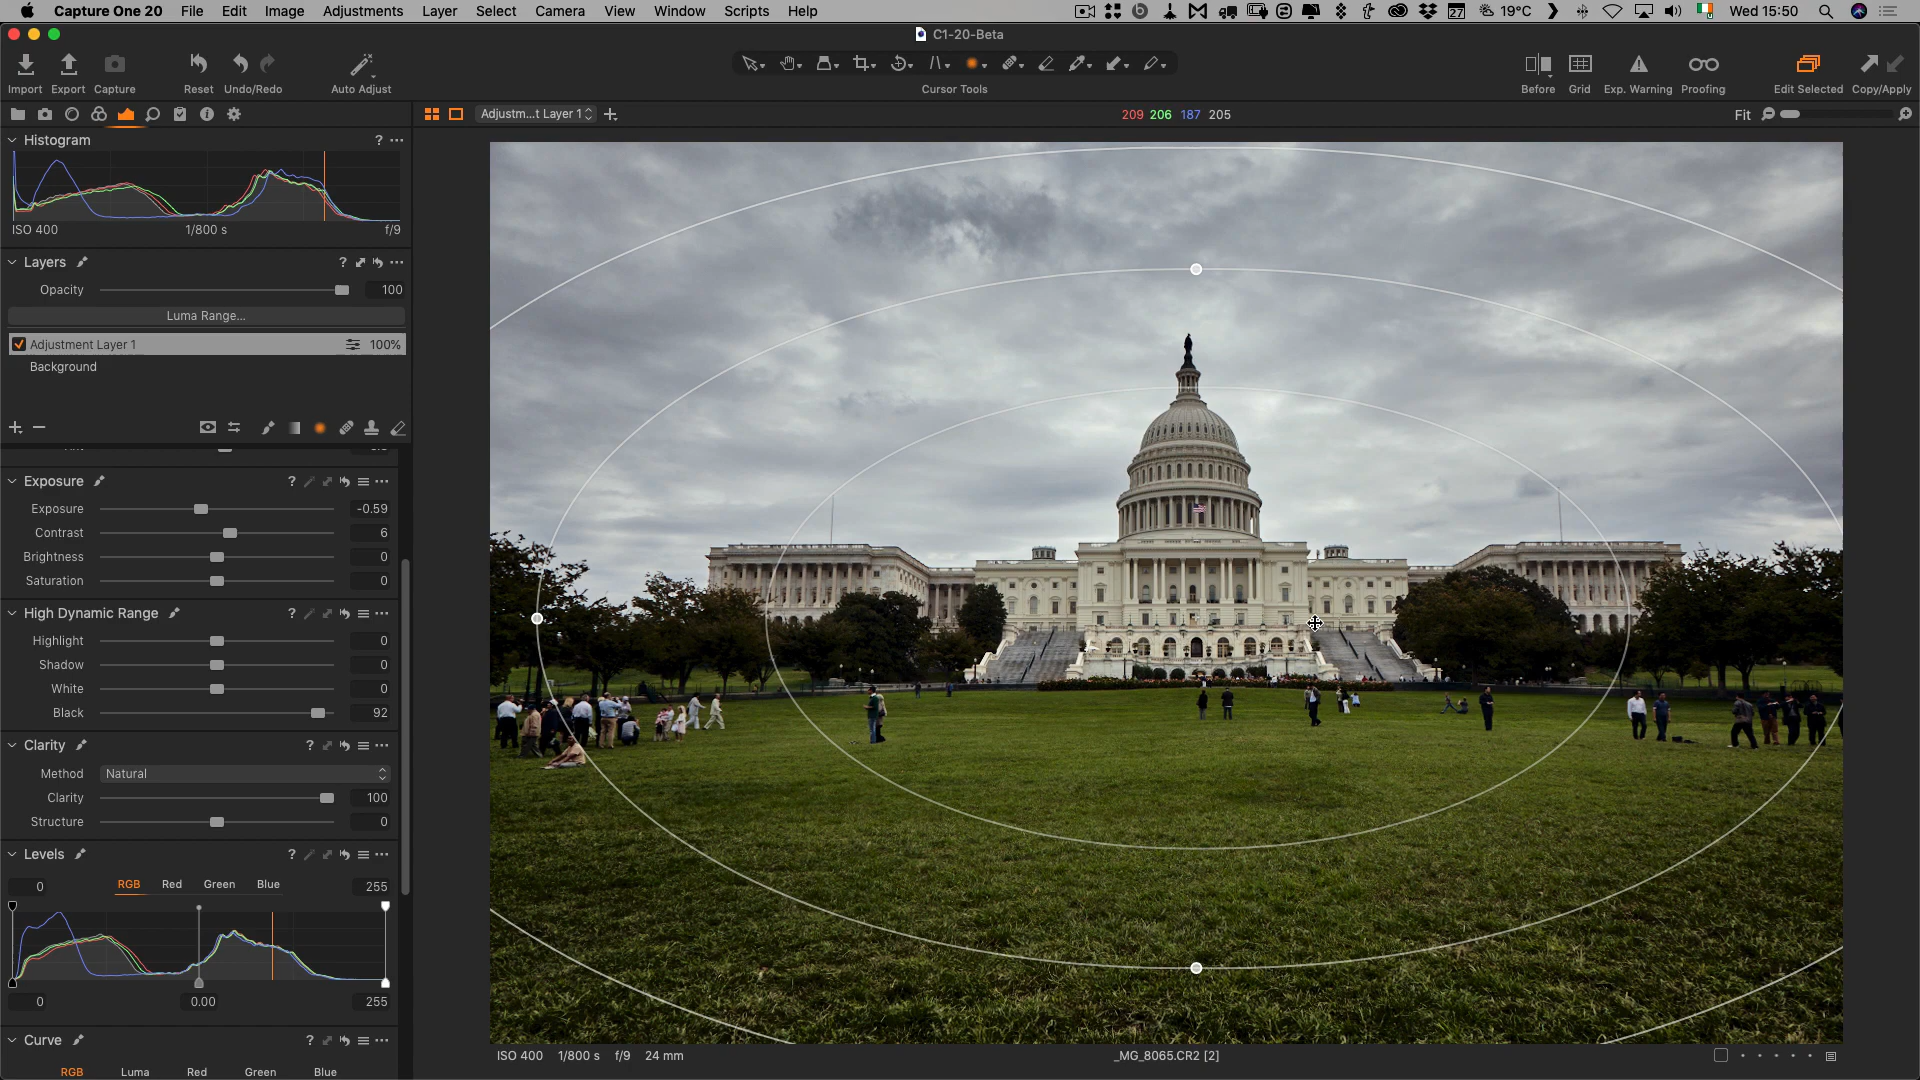 Capture One 20 File Edit Image Adjustments Layer Select Camera View Window Scripts Help 27 19°C Wed 15:50
C1-20-Beta
Import Export Capture Reset Undo/Redo Auto Adjust Cursor Tools Before Grid Exp. Warning Proofing Edit Selected Copy/Apply
Adjustm...t Layer 1 209 206 187 205 Fit
Histogram ?
ISO 400 1/800 s f/9
Layers ?
Opacity 100
Luma Range...
Adjustment Layer 1 100%
Background
Exposure ?
Exposure -0.59
Contrast 6
Brightness 0
Saturation 0
High Dynamic Range ?
Highlight 0
Shadow 0
White 0
Black 92
Clarity ?
Method Natural
Clarity 100
Structure 0
Levels ?
0 RGB Red Green Blue 255
0 0.00 255
Curve ?
RGB Luma Red Green Blue
ISO 400 1/800 s f/9 24 mm _MG_8065.CR2 [2]